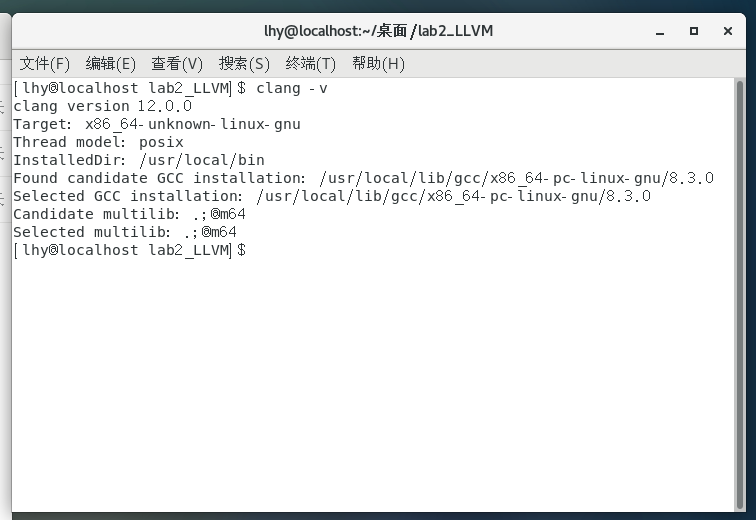 lhy@localhost:~/桌面/lab2_LLVM
文件(F) 编辑(E) 查看(V) 搜索(S) 终端(T) 帮助(H)
[lhy@localhost lab2_LLVM]$ clang -v
clang version 12.0.0
Target: x86_64-unknown-linux-gnu
Thread model: posix
InstalledDir: /usr/local/bin
Found candidate GCC installation: /usr/local/lib/gcc/x86_64-pc-linux-gnu/8.3.0
Selected GCC installation: /usr/local/lib/gcc/x86_64-pc-linux-gnu/8.3.0
Candidate multilib: .;@m64
Selected multilib: .;@m64
[lhy@localhost lab2_LLVM]$